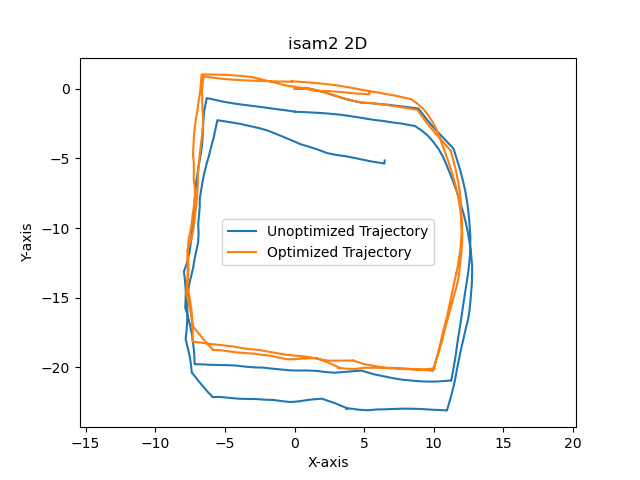 isam2 2D
0
−5
−10
−15
−20
Y-axis
Unoptimized Trajectory
Optimized Trajectory
−15 −10 −5 0 5 10 15 20
X-axis